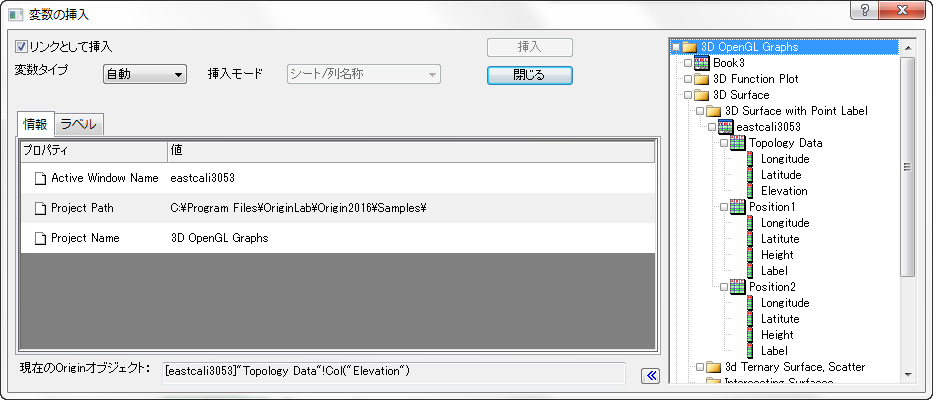 変数の挿入
リンクとして挿入
挿入
変数タイプ
自動
挿入モード
シート/列名称
閉じる
情報
ラベル
プロパティ
値
Active Window Name
eastcali3053
Project Path
C:¥Program Files¥OriginLab¥Origin2016¥Samples¥
Project Name
3D OpenGL Graphs
現在のOriginオブジェクト:
[eastcali3053]"Topology Data"!Col("Elevation")
3D OpenGL Graphs
Book3
3D Function Plot
3D Surface
3D Surface with Point Label
eastcali3053
Topology Data
Longitude
Latitude
Elevation
Position1
Longitude
Latitute
Height
Label
Position2
Longitude
Latitute
Height
Label
3d Ternary Surface, Scatter
Intersecting Surfaces